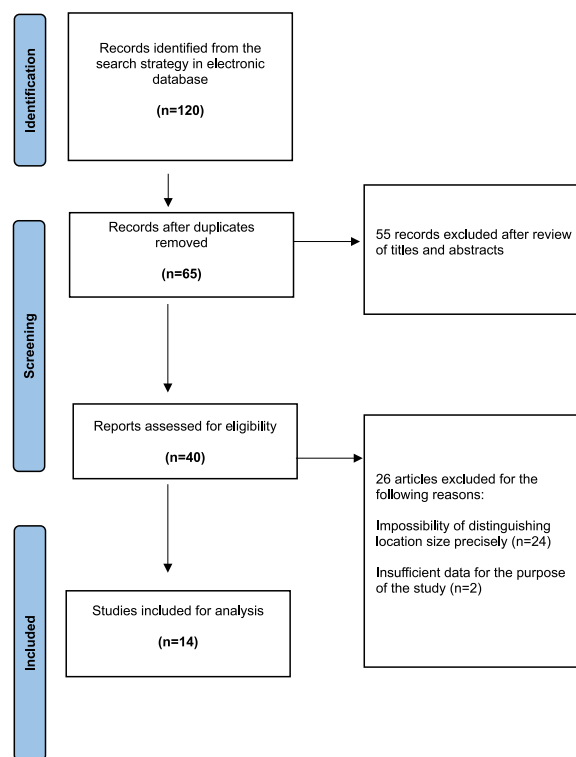 Identification
Records identified from the
search strategy in electronic
database
(n=120)
Screening
Records after duplicates
removed
(n=65)
55 records excluded after review
of titles and abstracts
Reports assessed for eligibility
(n=40)
26 articles excluded for the
following reasons:
Impossibility of distinguishing
location size precisely (n=24)
Insufficient data for the purpose
of the study (n=2)
Included
Studies included for analysis
(n=14)